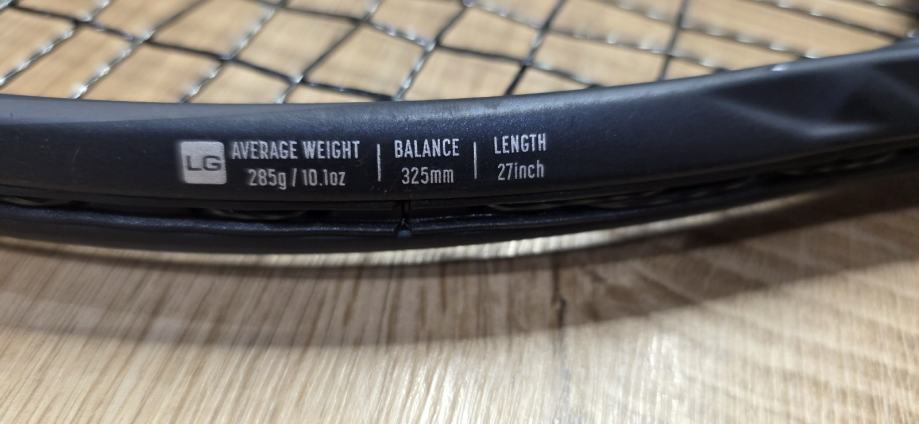 LG AVERAGE WEIGHT | BALANCE | LENGTH
285g / 10.1oz | 325mm | 27inch